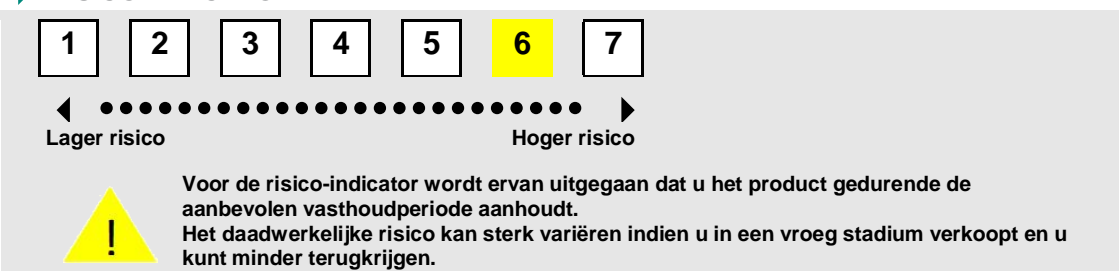 1 2 3 4 5 6 7
Lager risico Hoger risico
Voor de risico-indicator wordt ervan uitgegaan dat u het product gedurende de
aanbevolen vasthoudperiode aanhoudt.
!
Het daadwerkelijke risico kan sterk variëren indien u in een vroeg stadium verkoopt en u
kunt minder terugkrijgen.